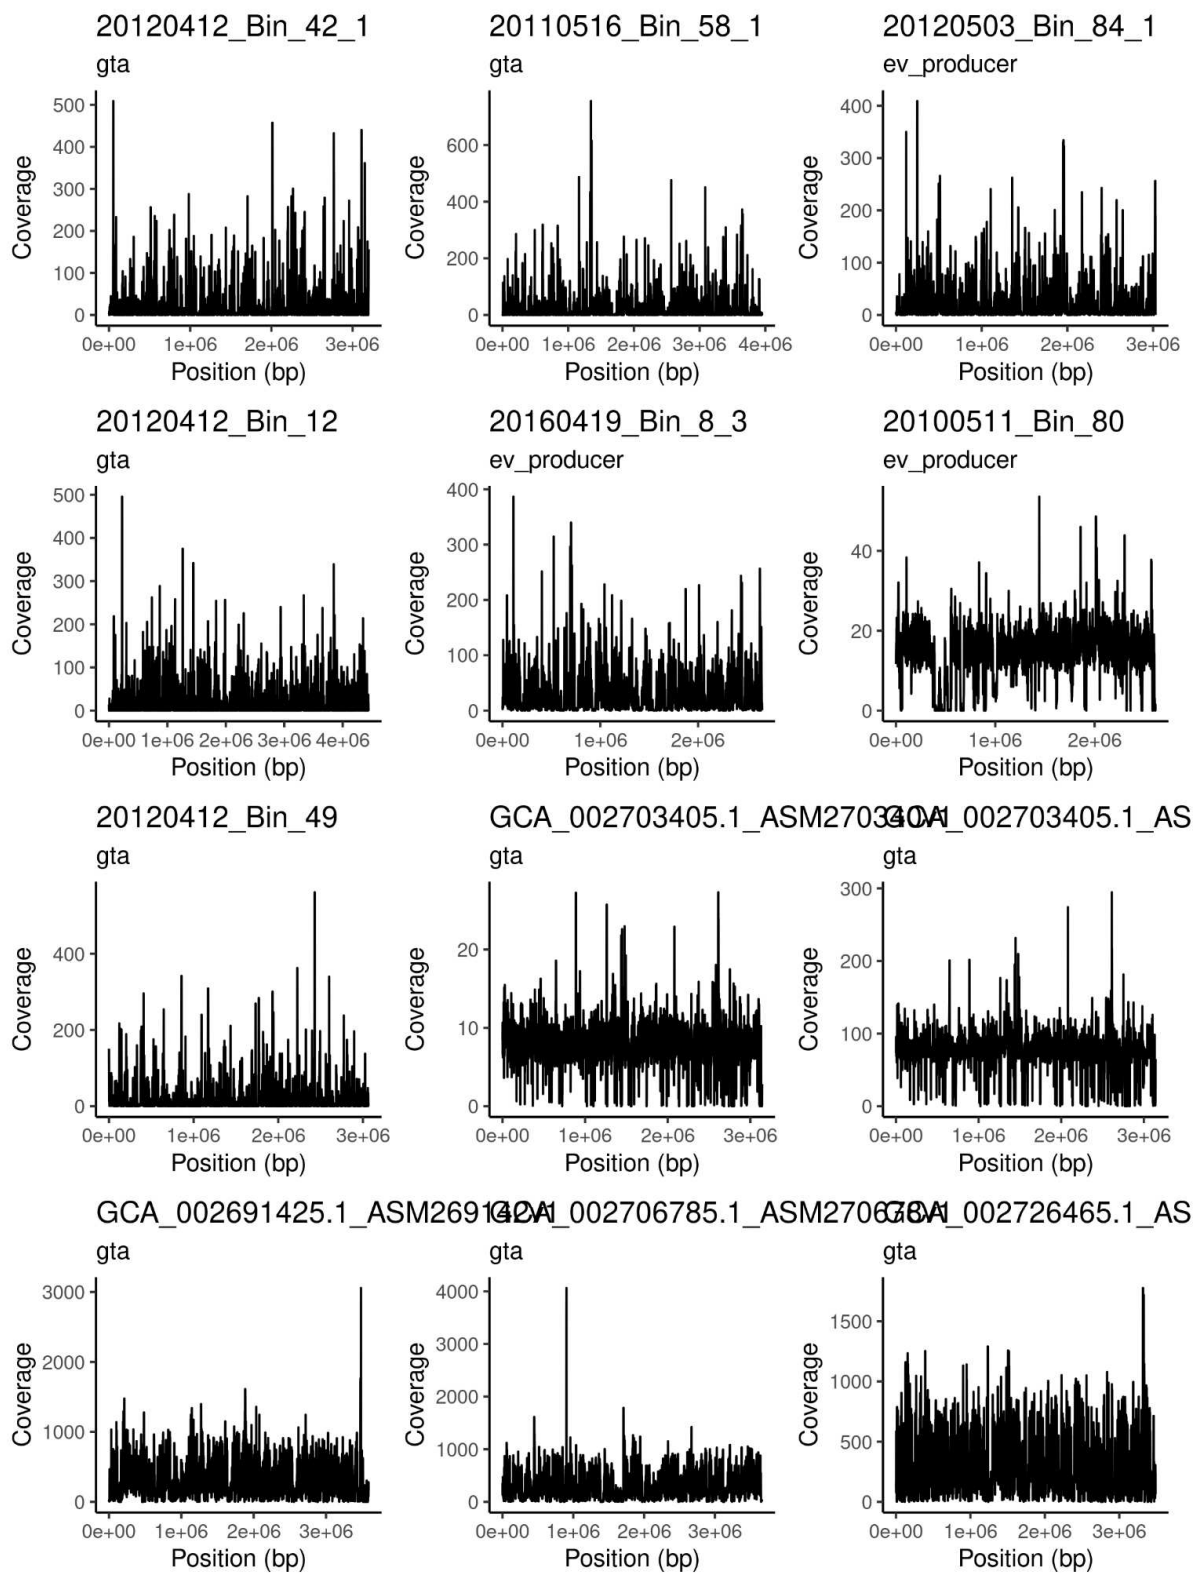 20120412_Bin_42_1
gta
Coverage
500
400
300
200
100
0
0e+00 1e+06 2e+06 3e+06
Position (bp)
20110516_Bin_58_1
gta
Coverage
600
400
200
0
0e+00 1e+06 2e+06 3e+06 4e+06
Position (bp)
20120503_Bin_84_1
ev_producer
Coverage
400
300
200
100
0
0e+00 1e+06 2e+06 3e+06
Position (bp)
20120412_Bin_12
gta
Coverage
500
400
300
200
100
0
0e+00 1e+06 2e+06 3e+06 4e+06
Position (bp)
20160419_Bin_8_3
ev_producer
Coverage
400
300
200
100
0
0e+00 1e+06 2e+06
Position (bp)
20100511_Bin_80
ev_producer
Coverage
40
20
0
0e+00 1e+06 2e+06
Position (bp)
20120412_Bin_49
gta
Coverage
400
200
0
0e+00 1e+06 2e+06 3e+06
Position (bp)
GCA_002703405.1_ASM270340v1
gta
Coverage
20
10
0
0e+00 1e+06 2e+06 3e+06
Position (bp)
GCA_002703405.1_AS
gta
Coverage
300
200
100
0
0e+00 1e+06 2e+06 3e+06
Position (bp)
GCA_002691425.1_ASM269142v1
gta
Coverage
3000
2000
1000
0
0e+00 1e+06 2e+06 3e+06
Position (bp)
GCA_002706785.1_ASM270678v1
gta
Coverage
4000
3000
2000
1000
0
0e+00 1e+06 2e+06 3e+06
Position (bp)
GCA_002726465.1_AS
gta
Coverage
1500
1000
500
0
0e+00 1e+06 2e+06 3e+06
Position (bp)